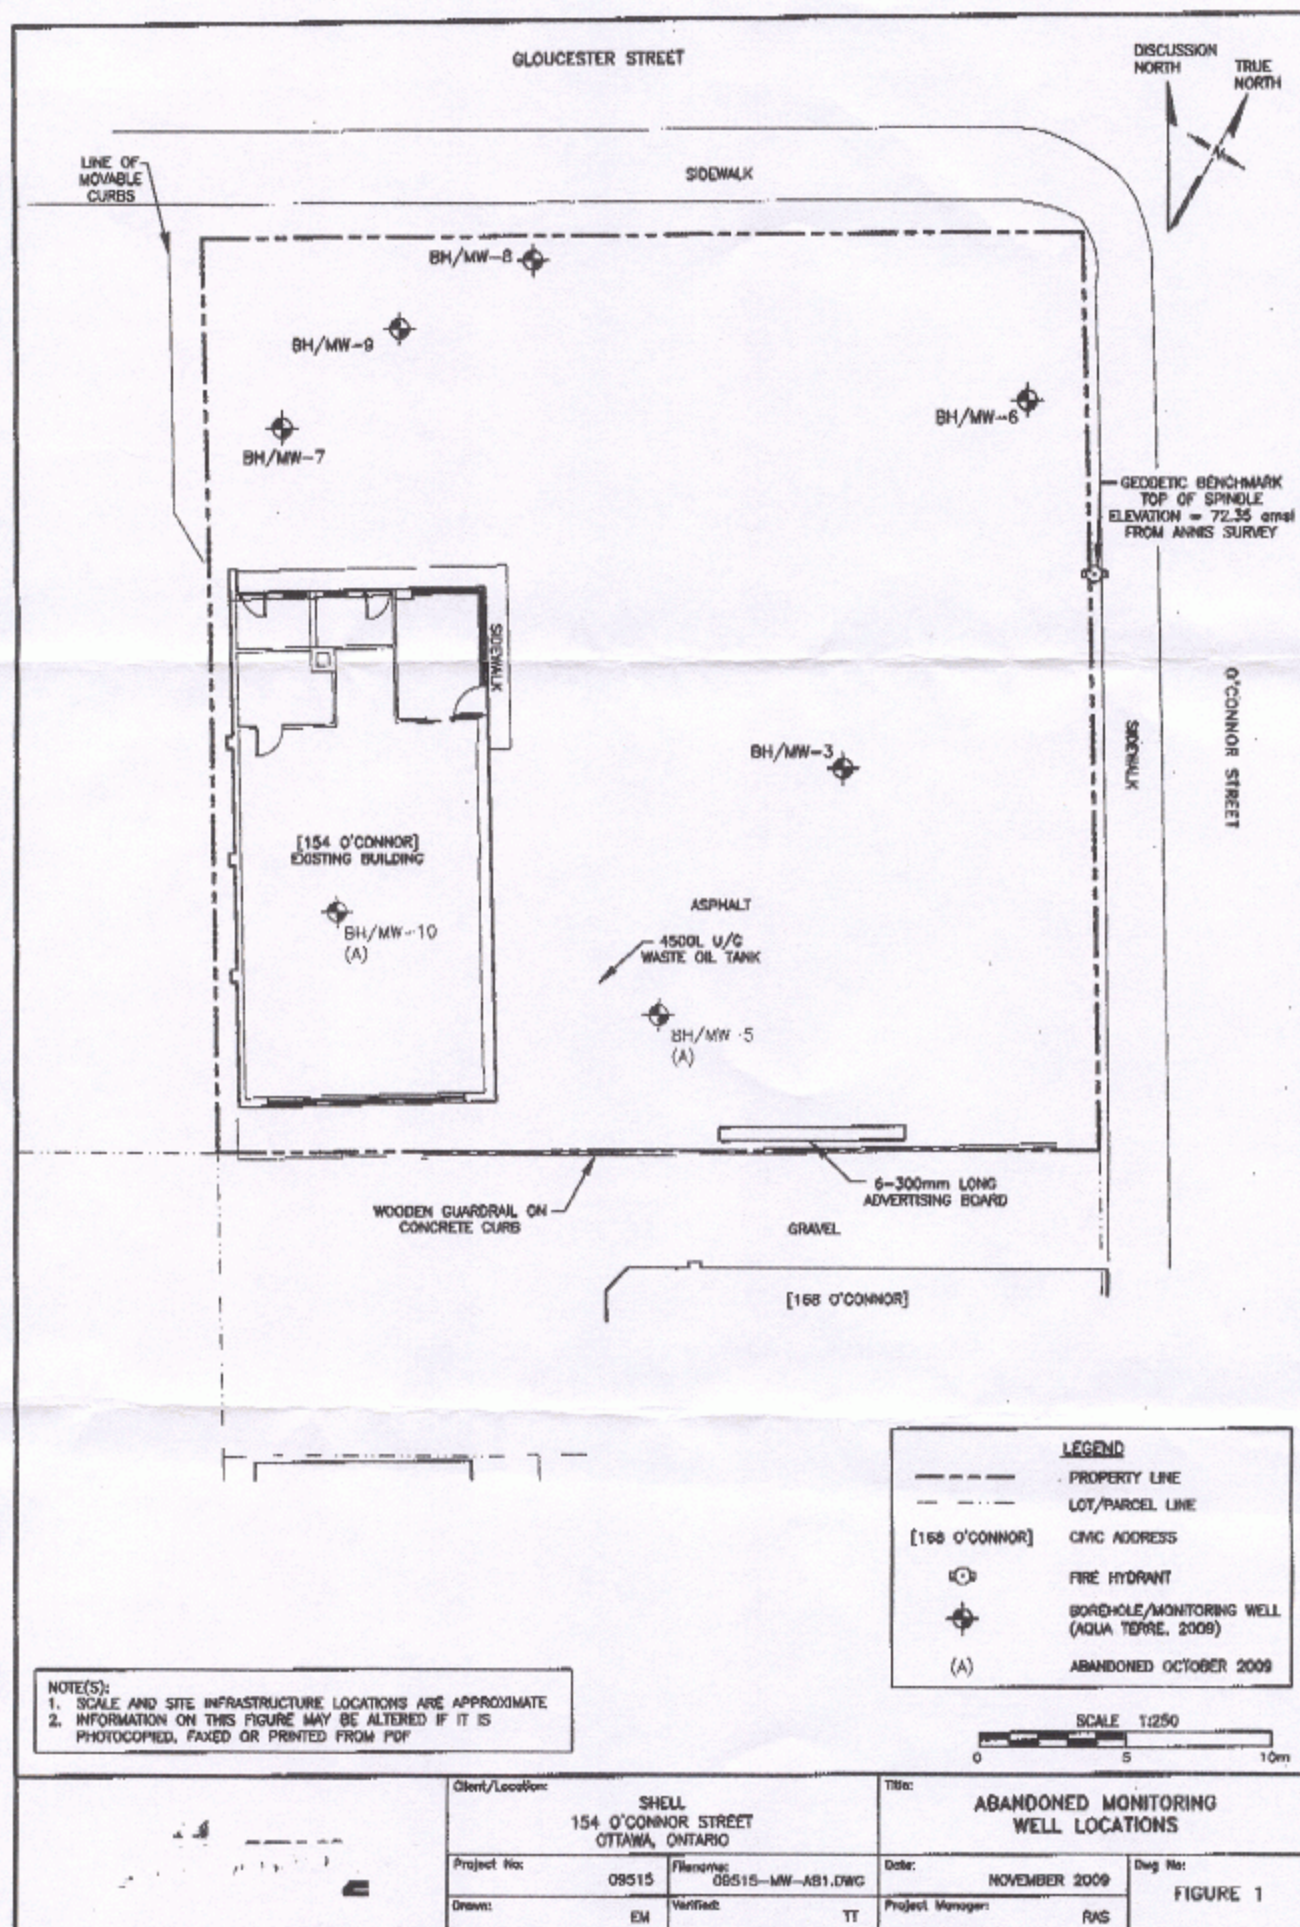 GLOUCESTER STREET
DISCUSSION
NORTH
TRUE
NORTH
N
LINE OF
MOVABLE
CURBS
SIDEWALK
BH/MW-8
BH/MW-9
BH/MW-7
BH/MW-6
GEODETIC BENCHMARK
TOP OF SPINDLE
ELEVATION = 72.35 amsl
FROM ANNIS SURVEY
SIDEWALK
O'CONNOR STREET
SIDEWALK
BH/MW-3
[154 O'CONNOR]
EXISTING BUILDING
BH/MW-10
(A)
ASPHALT
4500L U/G
WASTE OIL TANK
BH/MW-5
(A)
WOODEN GUARDRAIL ON
CONCRETE CURB
6-300mm LONG
ADVERTISING BOARD
GRAVEL
[168 O'CONNOR]
LEGEND
PROPERTY LINE
LOT/PARCEL LINE
[168 O'CONNOR] CIVIC ADDRESS
FIRE HYDRANT
BOREHOLE/MONITORING WELL
(AQUA TERRE, 2009)
(A) ABANDONED OCTOBER 2009
NOTE(S):
1. SCALE AND SITE INFRASTRUCTURE LOCATIONS ARE APPROXIMATE
2. INFORMATION ON THIS FIGURE MAY BE ALTERED IF IT IS
PHOTOCOPIED, FAXED OR PRINTED FROM PDF
SCALE 1:250
0 5 10m
Client/Location:
SHELL
154 O'CONNOR STREET
OTTAWA, ONTARIO
Title:
ABANDONED MONITORING
WELL LOCATIONS
Project No:
09515
Filename:
09515-MW-AB1.DWG
Date:
NOVEMBER 2009
Dwg No:
FIGURE 1
Drawn:
EM
Verified:
TT
Project Manager:
RAS